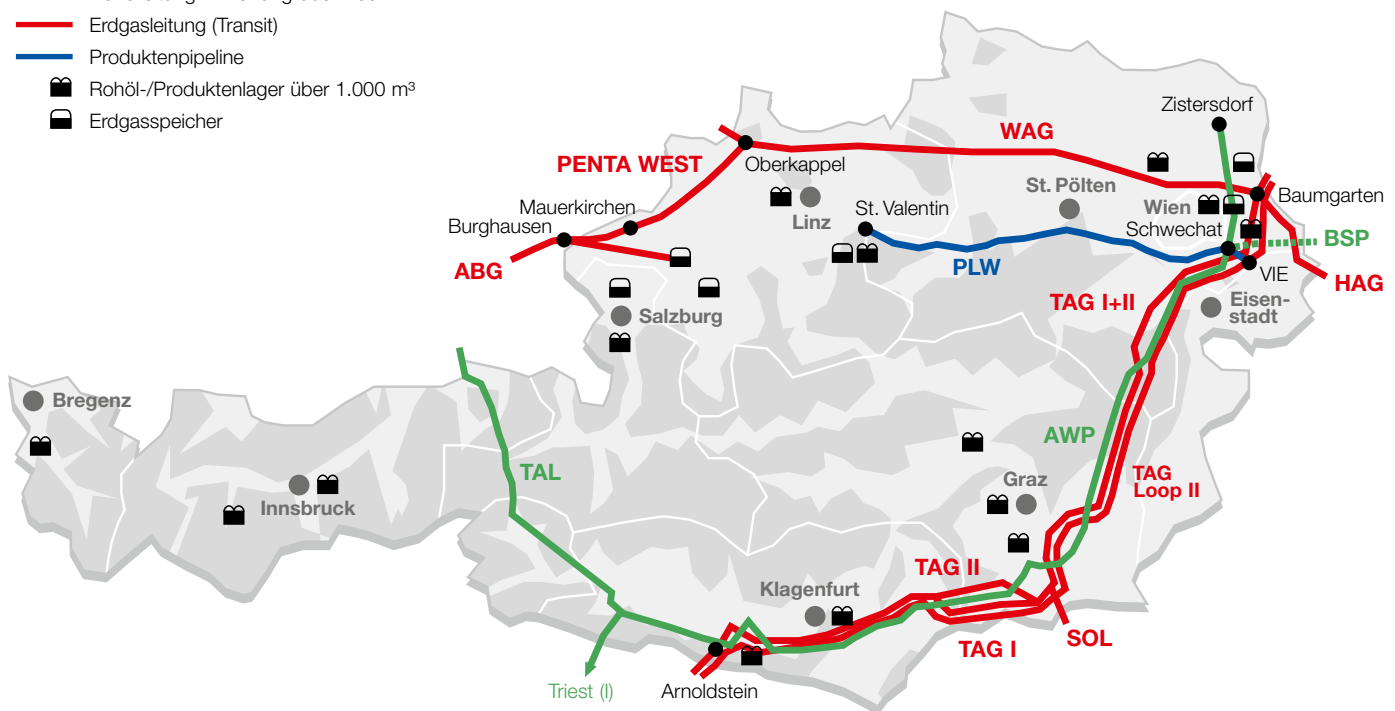 Erdgasleitung (Transit)
Produktenpipeline
Rohöl-/Produktenlager über 1.000 m³
Erdgasspeicher
Zistersdorf
WAG
PENTA WEST
Oberkappel
St. Pölten
Baumgarten
Mauerkirchen
Linz
St. Valentin
Wien
Burghausen
Schwechat
BSP
ABG
PLW
VIE
HAG
TAG I+II
Eisen-
stadt
Salzburg
Bregenz
AWP
TAL
TAG
Loop II
Graz
Innsbruck
TAG II
Klagenfurt
SOL
TAG I
Triest (I)
Arnoldstein